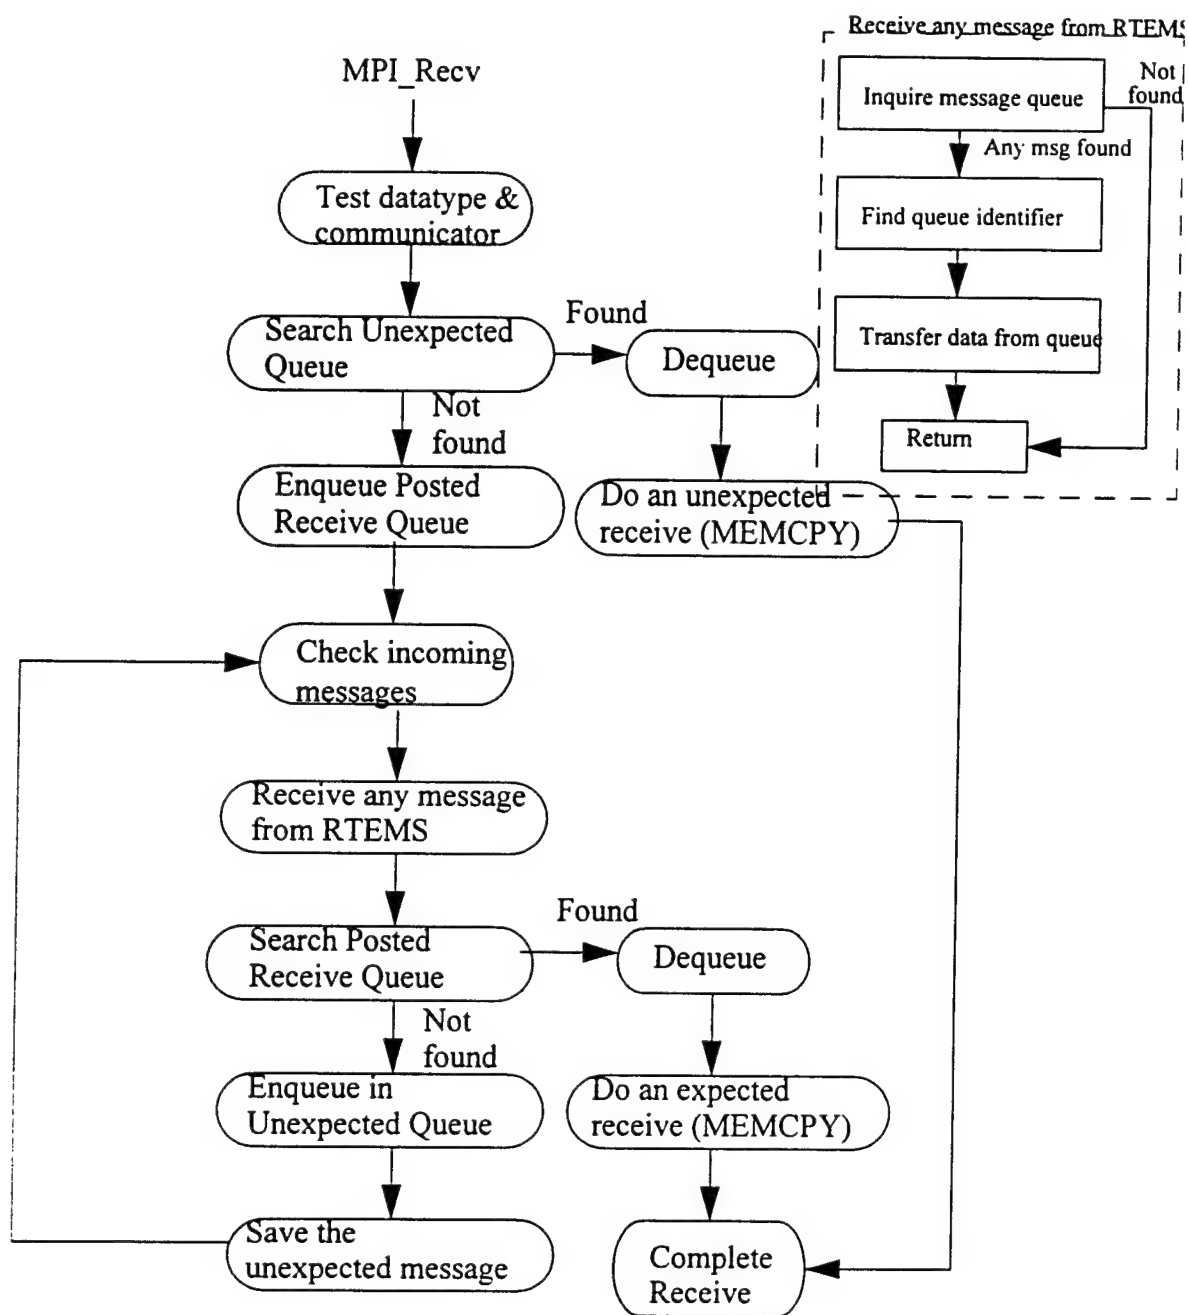 MPI_Recv
Test datatype &
communicator
Search Unexpected
Queue
Found
Dequeue
Not
found
Enqueue Posted
Receive Queue
Do an unexpected
receive (MEMCPY)
Check incoming
messages
Receive any message
from RTEMS
Search Posted
Receive Queue
Found
Dequeue
Not
found
Enqueue in
Unexpected Queue
Do an expected
receive (MEMCPY)
Save the
unexpected message
Complete
Receive
Receive any message from RTEMS
Inquire message queue
Not
found
Any msg found
Find queue identifier
Transfer data from queue
Return